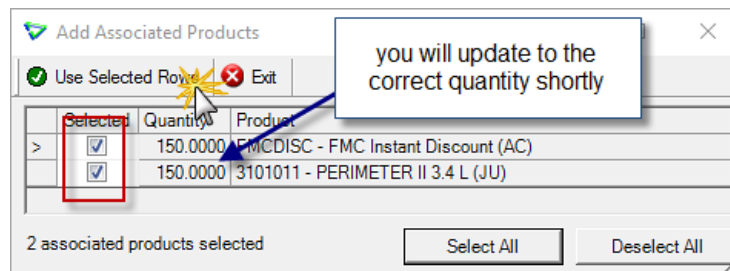 Add Associated Products
you will update to the
correct quantity shortly
Use Selected Rows Exit
Selected Quantity Product
> 150.0000 FMCDISC - FMC Instant Discount (AC)
150.0000 3101011 - PERIMETER II 3.4 L (JU)
2 associated products selected Select All Deselect All